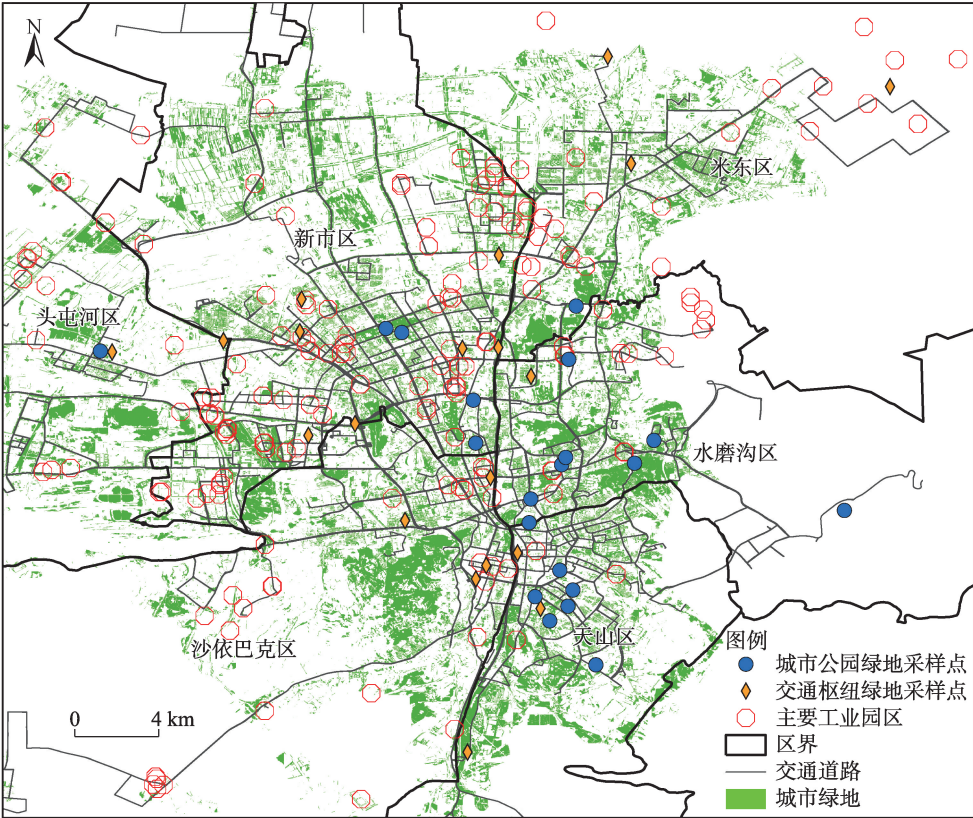 N
米东区
新市区
头屯河区
水磨沟区
天山区
沙依巴克区
0 4 km
图例
城市公园绿地采样点
交通枢纽绿地采样点
主要工业园区
区界
交通道路
城市绿地